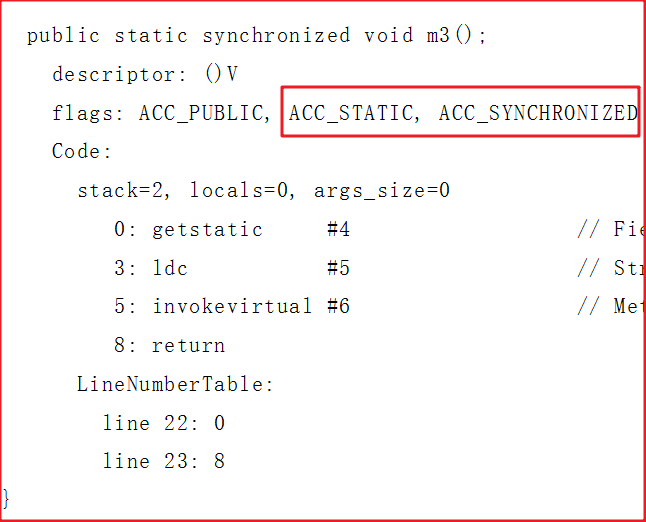 public static synchronized void m3();
descriptor: ()V
flags: ACC_PUBLIC, ACC_STATIC, ACC_SYNCHRONIZED
Code:
stack=2, locals=0, args_size=0
0: getstatic #4 // Fie
3: ldc #5 // Str
5: invokevirtual #6 // Met
8: return
LineNumberTable:
line 22: 0
line 23: 8
}